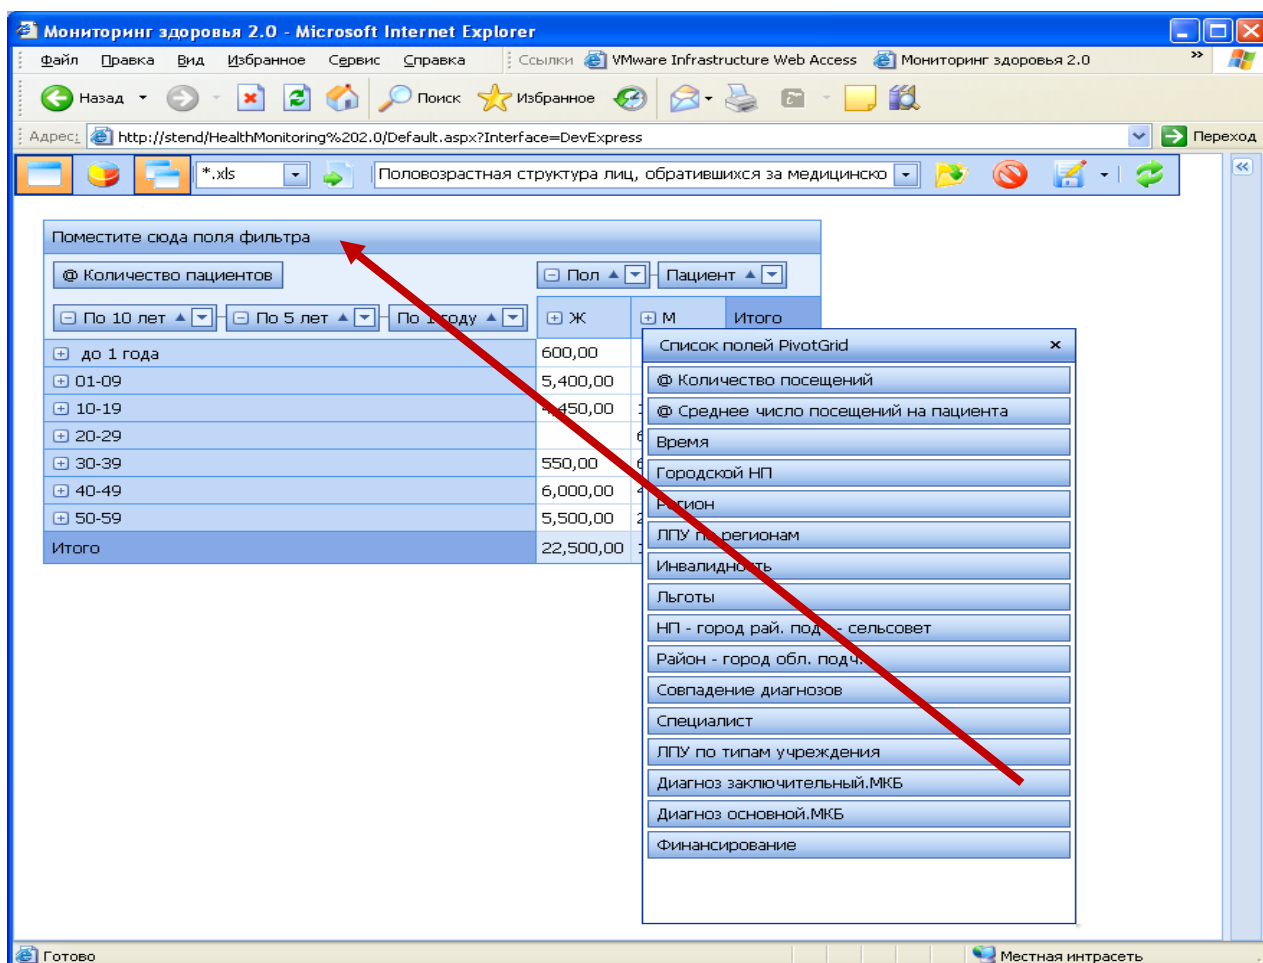 Мониторинг здоровья 2.0 - Microsoft Internet Explorer
Файл Правка Вид Избранное Сервис Справка Ссылки VMware Infrastructure Web Access Мониторинг здоровья 2.0 »
Назад Поиск Избранное
Адрес: http://stend/HealthMonitoring%202.0/Default.aspx?Interface=DevExpress Переход
*.xls Половозрастная структура лиц, обратившихся за медицинско
Поместите сюда поля фильтра
@ Количество пациентов Пол Пациент
По 10 лет По 5 лет По 1 году Ж М Итого
до 1 года 600,00
01-09 5,400,00
10-19 4,450,00
20-29
30-39 550,00
40-49 6,000,00
50-59 5,500,00
Итого 22,500,00
Список полей PivotGrid
@ Количество посещений
@ Среднее число посещений на пациента
Время
Городской НП
Регион
ЛПУ по регионам
Инвалидность
Льготы
НП - город рай. - сельсовет
Район - город обл. подч.
Совпадение диагнозов
Специалист
ЛПУ по типам учреждения
Диагноз заключительный.МКБ
Диагноз основной.МКБ
Финансирование
Готово Местная интрасеть